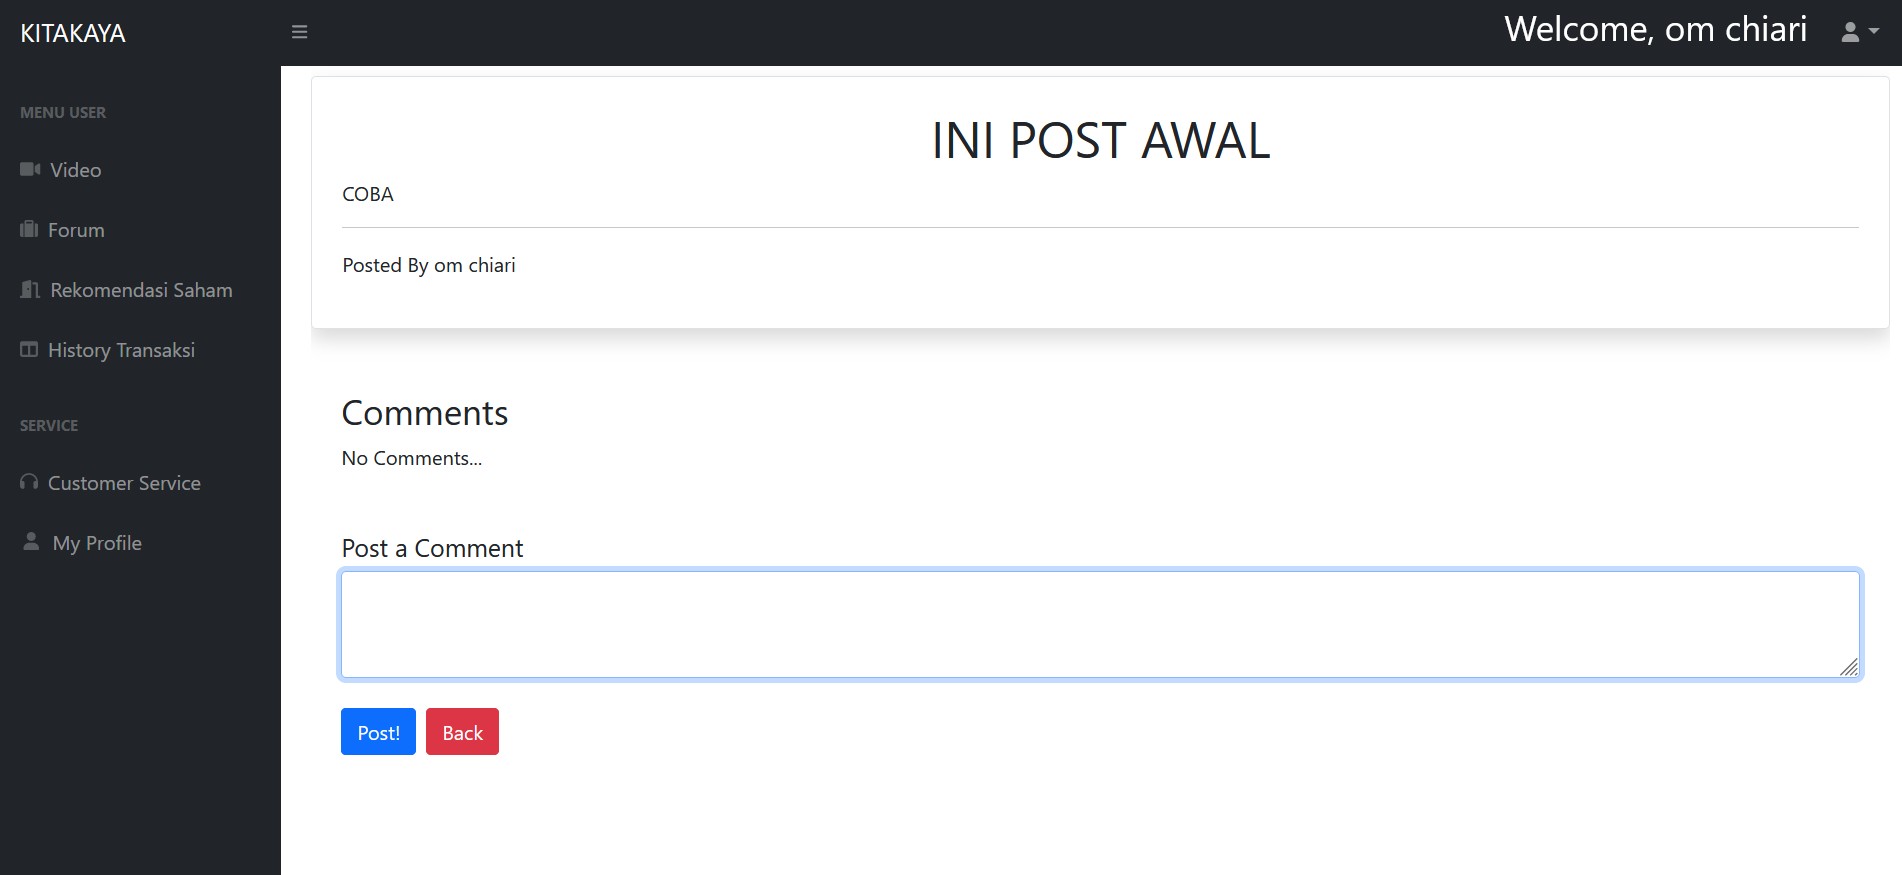 KITAKAYA
Welcome, om chiari
MENU USER
Video
Forum
Rekomendasi Saham
History Transaksi
SERVICE
Customer Service
My Profile
INI POST AWAL
COBA
Posted By om chiari
Comments
No Comments...
Post a Comment
Post! Back